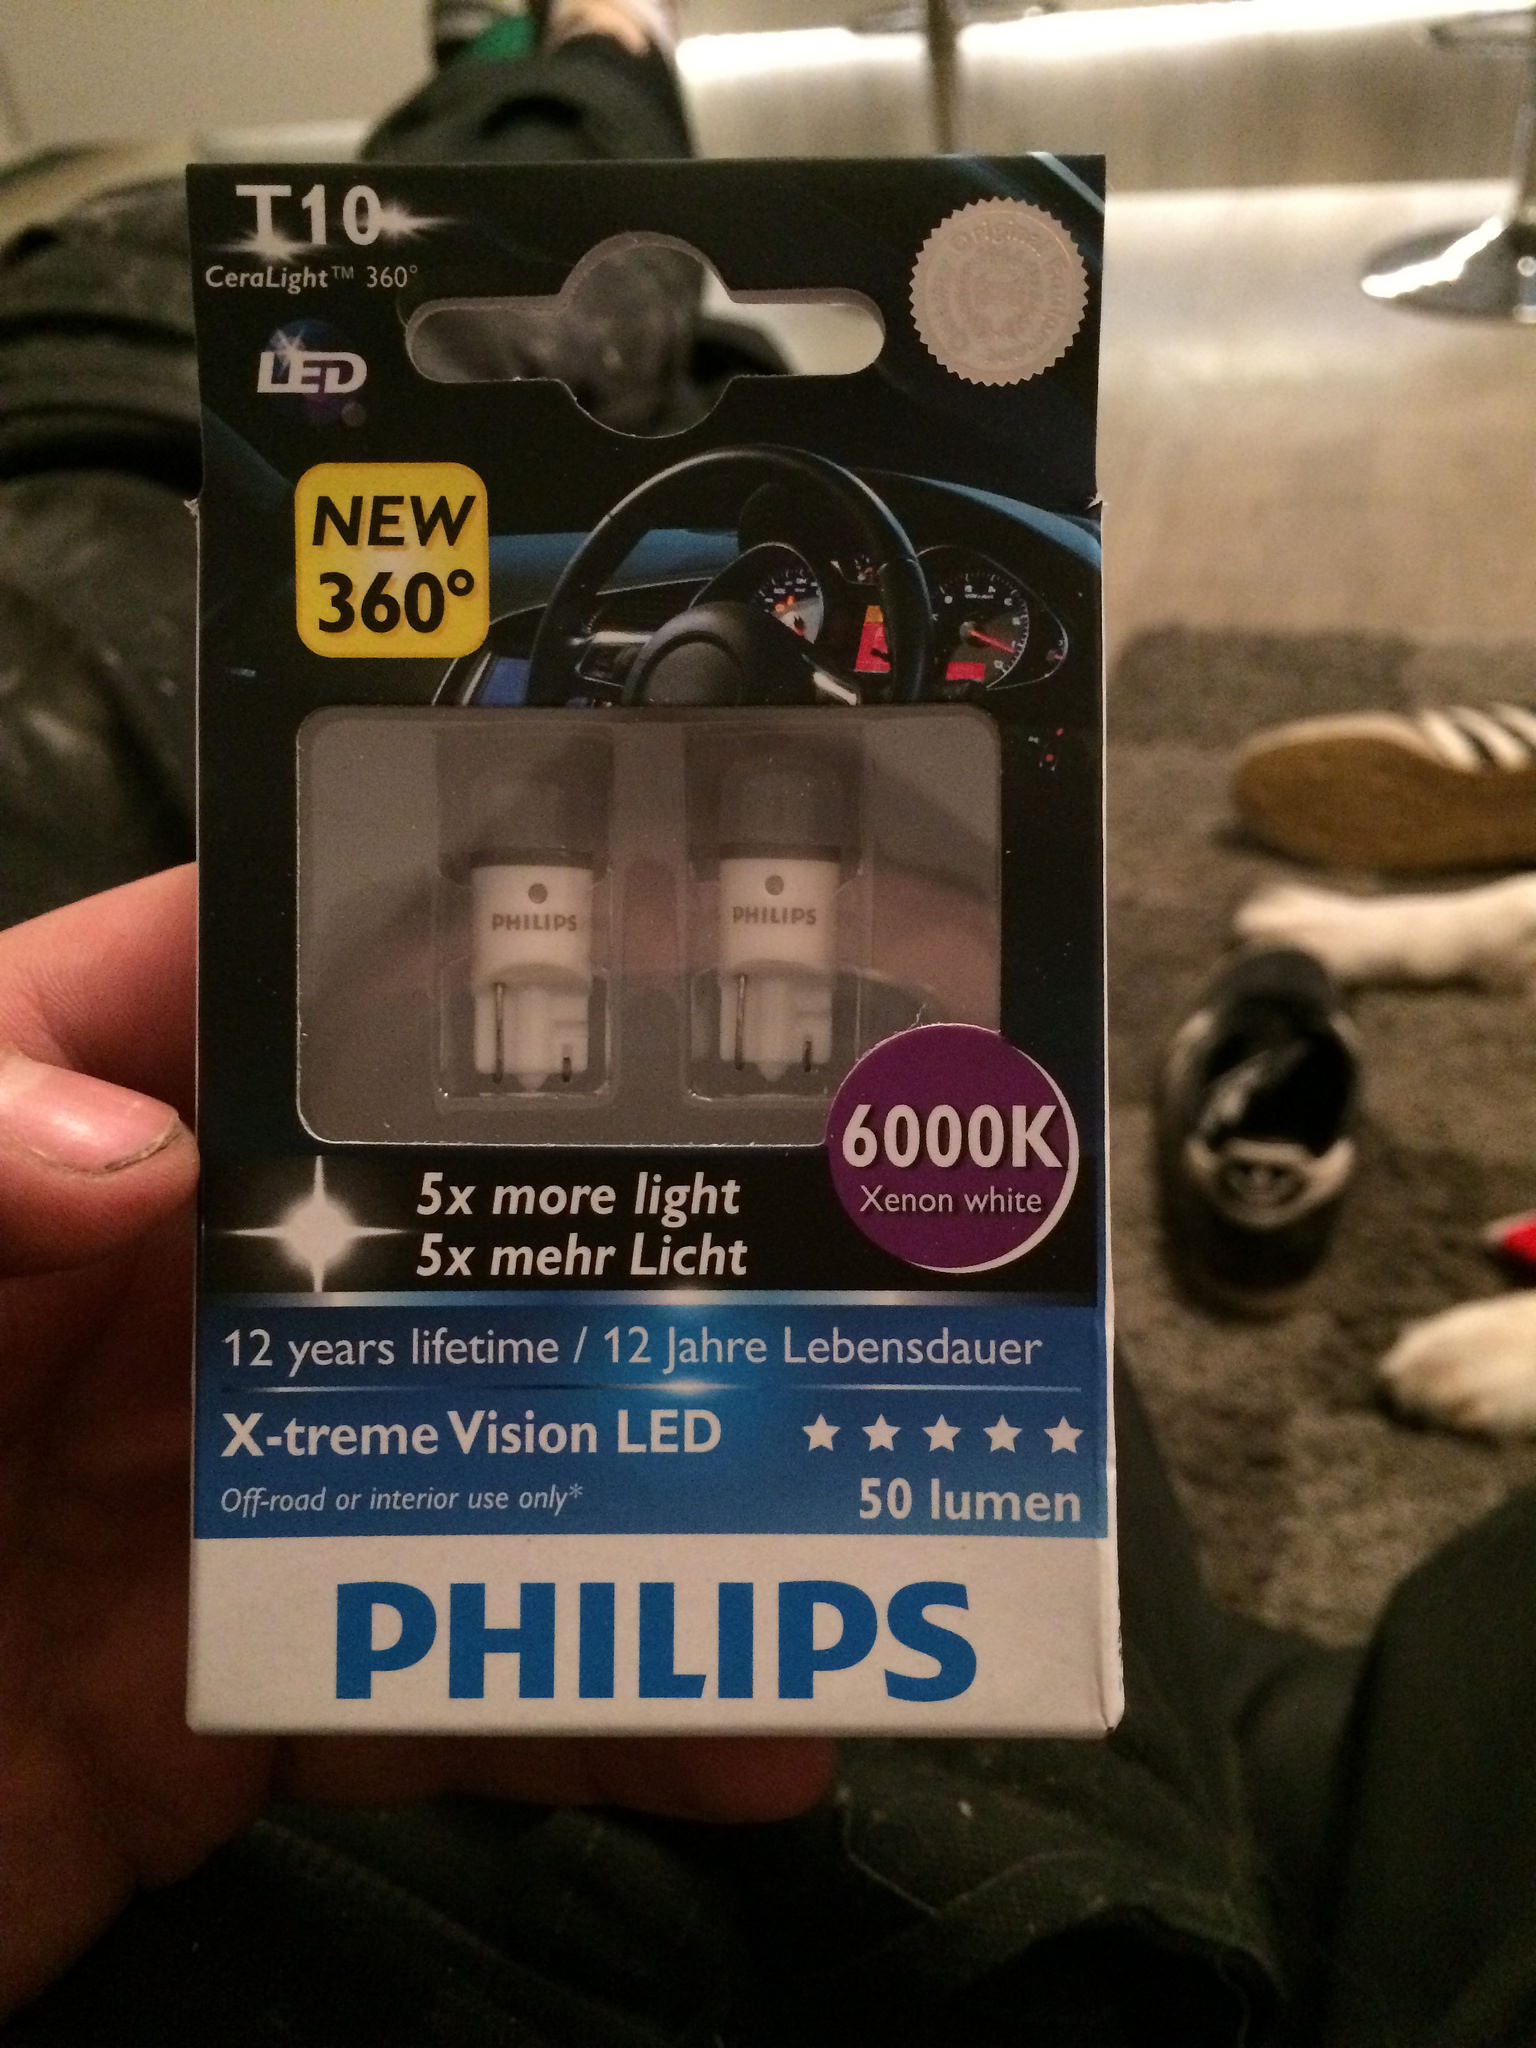 T10
CeraLight™ 360°
Original
LED
NEW
360°
PHILIPS
PHILIPS
6000K
Xenon white
5x more light
5x mehr Licht
12 years lifetime / 12 Jahre Lebensdauer
X-treme Vision LED ★★★★★
Off-road or interior use only*
50 lumen
PHILIPS